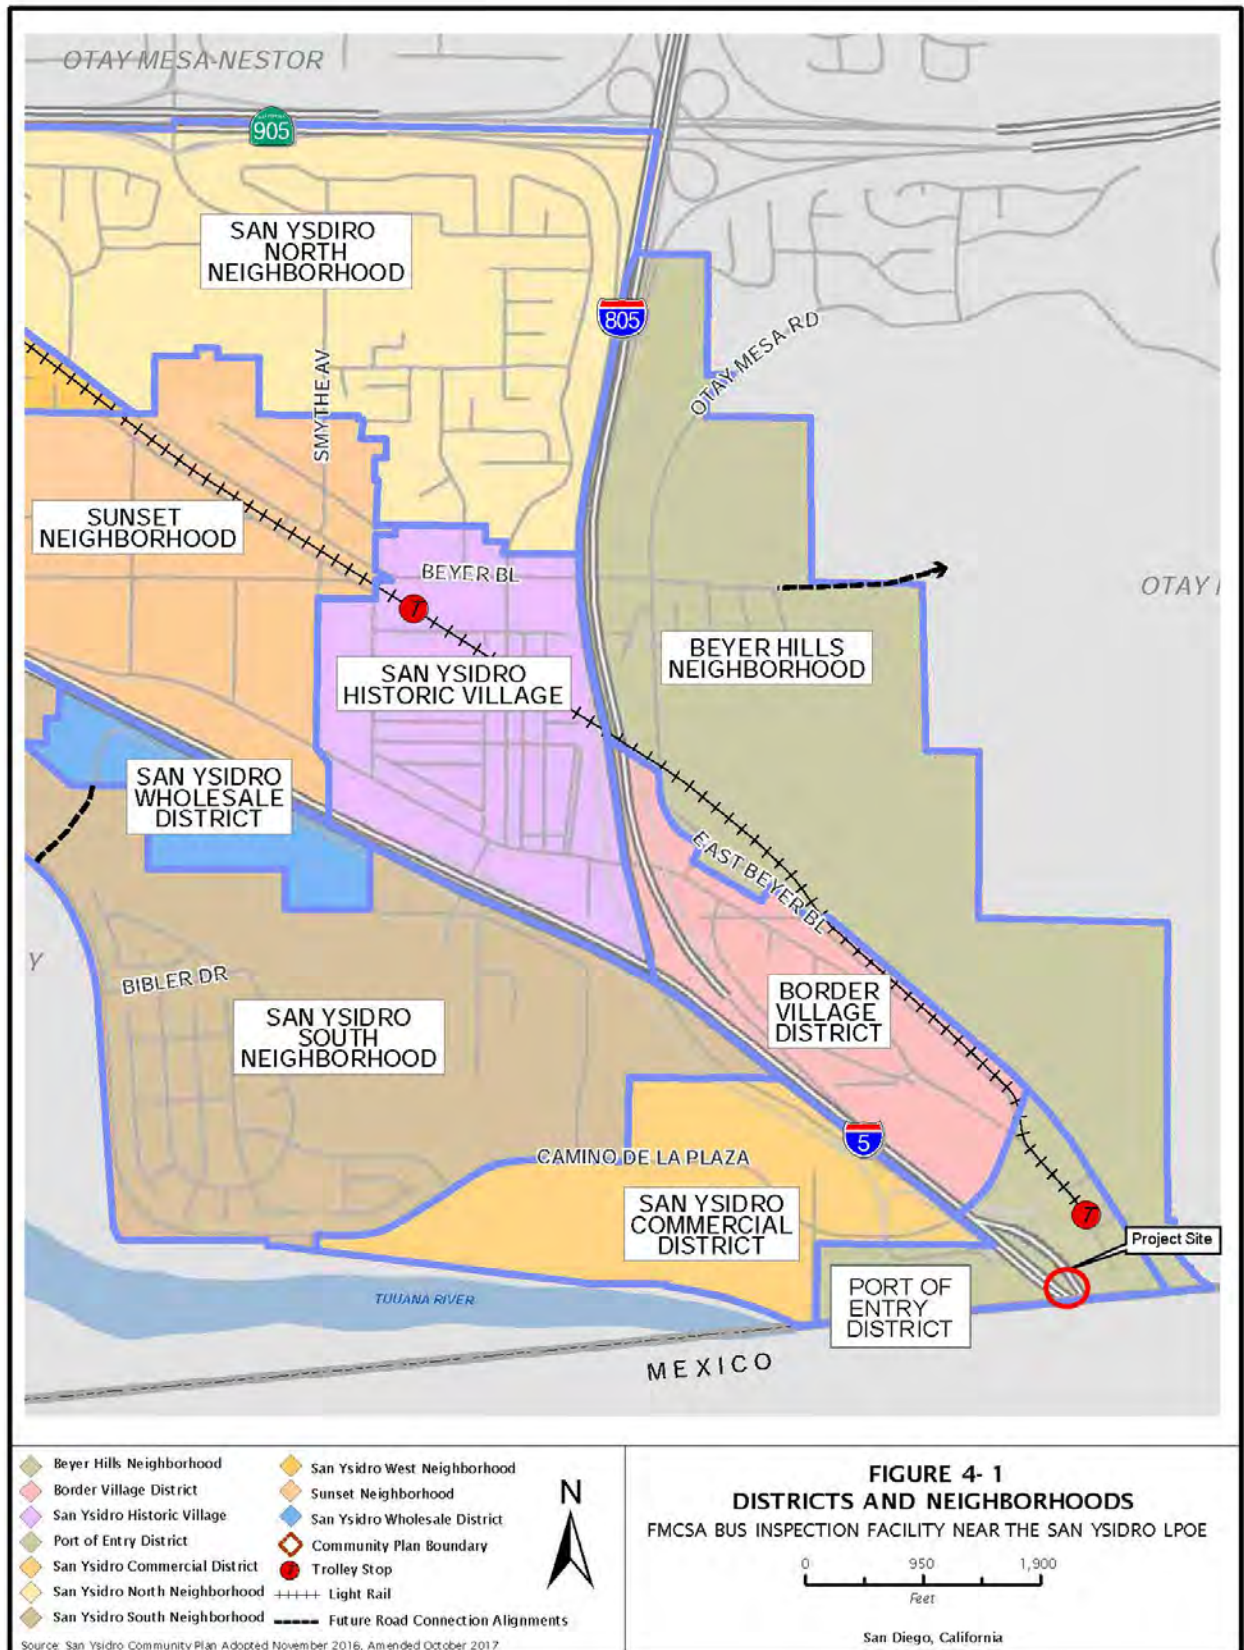 OTAY MESA-NESTOR
905
SAN YSDIRO
NORTH
NEIGHBORHOOD
805
OTAY MESA RD
SMYTHE AV
SUNSET
NEIGHBORHOOD
BEYER BL
T
OTAY
BEYER HILLS
NEIGHBORHOOD
SAN YSIDRO
HISTORIC VILLAGE
SAN YSIDRO
WHOLESALE
DISTRICT
EAST BEYER BL
Y
BIBLER DR
BORDER
VILLAGE
DISTRICT
SAN YSIDRO
SOUTH
NEIGHBORHOOD
5
CAMINO DE LA PLAZA
SAN YSIDRO
COMMERCIAL
DISTRICT
T
Project Site
PORT OF
ENTRY
DISTRICT
TIJUANA RIVER
MEXICO
Beyer Hills Neighborhood
Border Village District
San Ysidro Historic Village
Port of Entry District
San Ysidro Commercial District
San Ysidro North Neighborhood
San Ysidro South Neighborhood
San Ysidro West Neighborhood
Sunset Neighborhood
San Ysidro Wholesale District
Community Plan Boundary
T Trolley Stop
Light Rail
Future Road Connection Alignments
Source: San Ysidro Community Plan Adopted November 2016, Amended October 2017
N
FIGURE 4- 1
DISTRICTS AND NEIGHBORHOODS
FMCSA BUS INSPECTION FACILITY NEAR THE SAN YSIDRO LPOE
0 950 1,900
Feet
San Diego, California